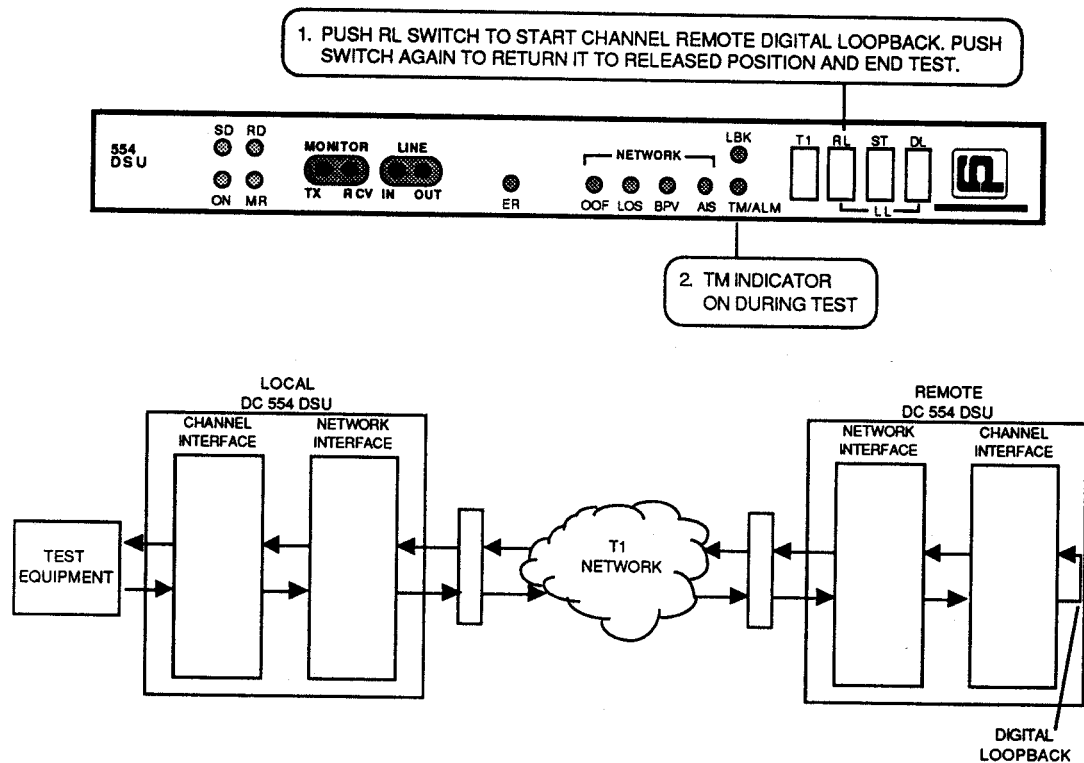 1. PUSH RL SWITCH TO START CHANNEL REMOTE DIGITAL LOOPBACK. PUSH
SWITCH AGAIN TO RETURN IT TO RELEASED POSITION AND END TEST.
554
DSU
SD RD
ON MR
MONITOR
TX RCV
LINE
IN OUT
ER
NETWORK
OOF LOS BPV AIS
LBK
TM/ALM
T1 RL ST DL
LL
2. TM INDICATOR
ON DURING TEST
LOCAL
DC 554 DSU
CHANNEL
INTERFACE
NETWORK
INTERFACE
REMOTE
DC 554 DSU
NETWORK
INTERFACE
CHANNEL
INTERFACE
TEST
EQUIPMENT
T1
NETWORK
DIGITAL
LOOPBACK